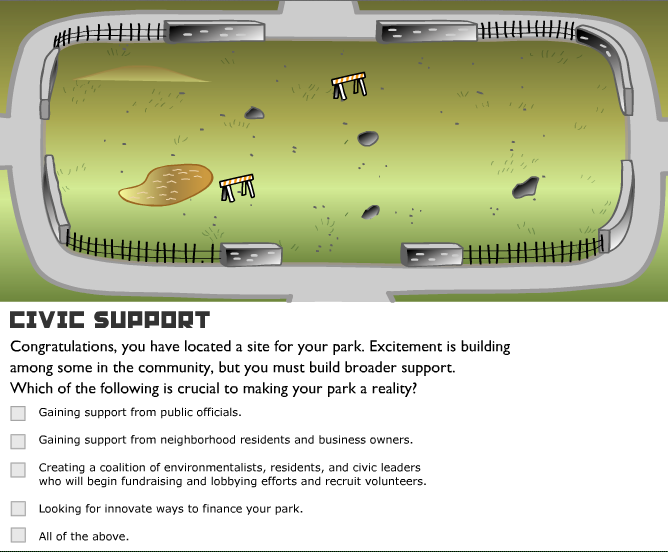 CIVIC SUPPORT
Congratulations, you have located a site for your park. Excitement is building
among some in the community, but you must build broader support.
Which of the following is crucial to making your park a reality?
Gaining support from public officials.
Gaining support from neighborhood residents and business owners.
Creating a coalition of environmentalists, residents, and civic leaders
who will begin fundraising and lobbying efforts and recruit volunteers.
Looking for innovate ways to finance your park.
All of the above.